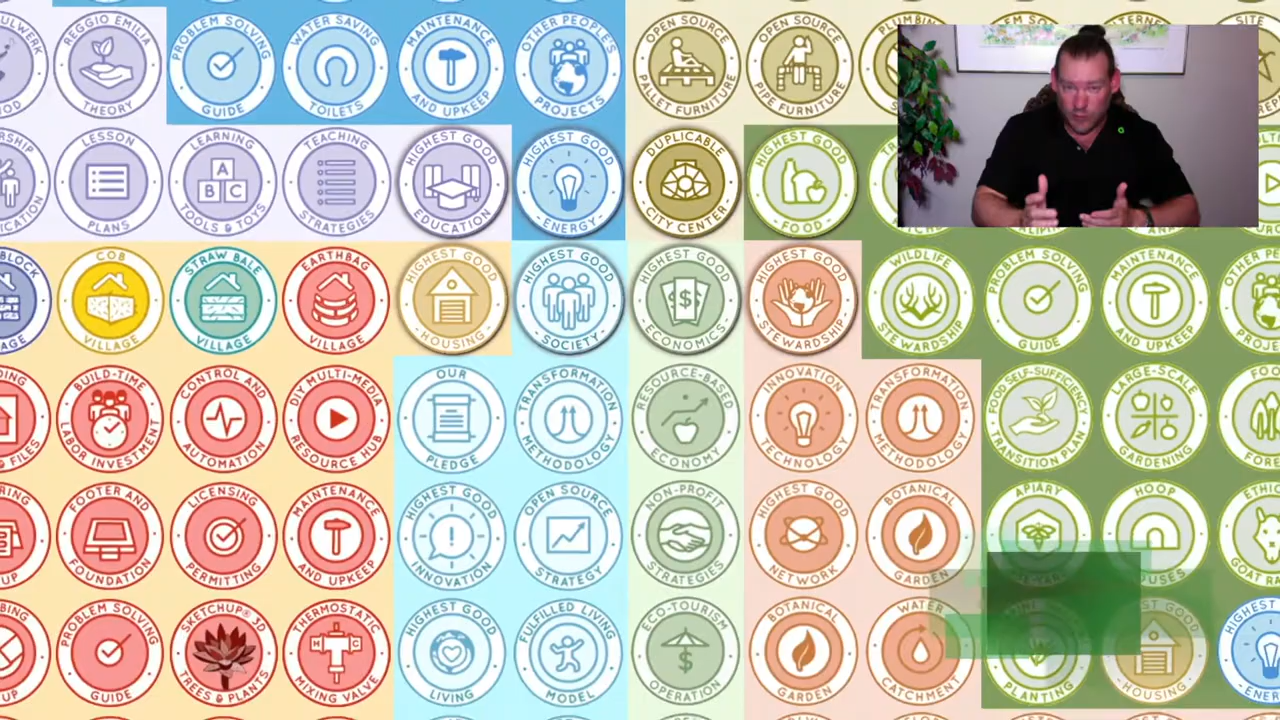 REGGIO EMILIA
THEORY
PROBLEM SOLVING
GUIDE
WATER SAVING
TOILETS
MAINTENANCE
AND UPKEEP
OTHER PEOPLE'S
PROJECTS
OPEN SOURCE
PALLET FURNITURE
OPEN SOURCE
PIPE FURNITURE
LESSON
PLANS
LEARNING
A
B C
TOOLS & TOYS
TEACHING
STRATEGIES
HIGHEST GOOD
EDUCATION
HIGHEST GOOD
ENERGY
DUPLICABLE
CITY CENTER
HIGHEST GOOD
FOOD
COB
VILLAGE
STRAW BALE
VILLAGE
EARTHBAG
VILLAGE
HIGHEST GOOD
HOUSING
HIGHEST GOOD
SOCIETY
HIGHEST GOOD
$
ECONOMICS
HIGHEST GOOD
STEWARDSHIP
WILDLIFE
STEWARDSHIP
PROBLEM SOLVING
GUIDE
MAINTENANCE
AND UPKEEP
BUILD-TIME
LABOR INVESTMENT
CONTROL AND
AUTOMATION
DIY MULTI-MEDIA
RESOURCE HUB
OUR
PLEDGE
TRANSFORMATION
METHODOLOGY
RESOURCE-BASED
ECONOMY
INNOVATION
TECHNOLOGY
TRANSFORMATION
METHODOLOGY
FOOD SELF-SUFFICIENCY
TRANSITION PLAN
LARGE-SCALE
GARDENING
FOOTER AND
FOUNDATION
LICENSING
PERMITTING
MAINTENANCE
AND UPKEEP
HIGHEST GOOD
!
INNOVATION
OPEN SOURCE
STRATEGY
NON-PROFIT
STRATEGIES
HIGHEST GOOD
NETWORK
BOTANICAL
GARDEN
APIARY
HOOP
PROBLEM SOLVING
GUIDE
SKETCHUP® 3D
TREES & PLANTS
THERMOSTATIC
H C
MIXING VALVE
HIGHEST GOOD
LIVING
FULFILLED LIVING
MODEL
ECO-TOURISM
$
OPERATION
BOTANICAL
GARDEN
WATER
CATCHMENT
PLANTING
HOUSING